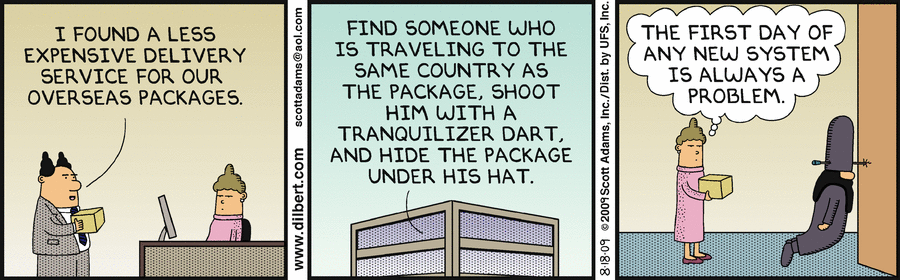 I FOUND A LESS
EXPENSIVE DELIVERY
SERVICE FOR OUR
OVERSEAS PACKAGES.
www.dilbert.com scottadams@aol.com
FIND SOMEONE WHO
IS TRAVELING TO THE
SAME COUNTRY AS
THE PACKAGE, SHOOT
HIM WITH A
TRANQUILIZER DART,
AND HIDE THE PACKAGE
UNDER HIS HAT.
8-18-09 ©2009 Scott Adams, Inc./Dist. by UFS, Inc.
THE FIRST DAY OF
ANY NEW SYSTEM
IS ALWAYS A
PROBLEM.